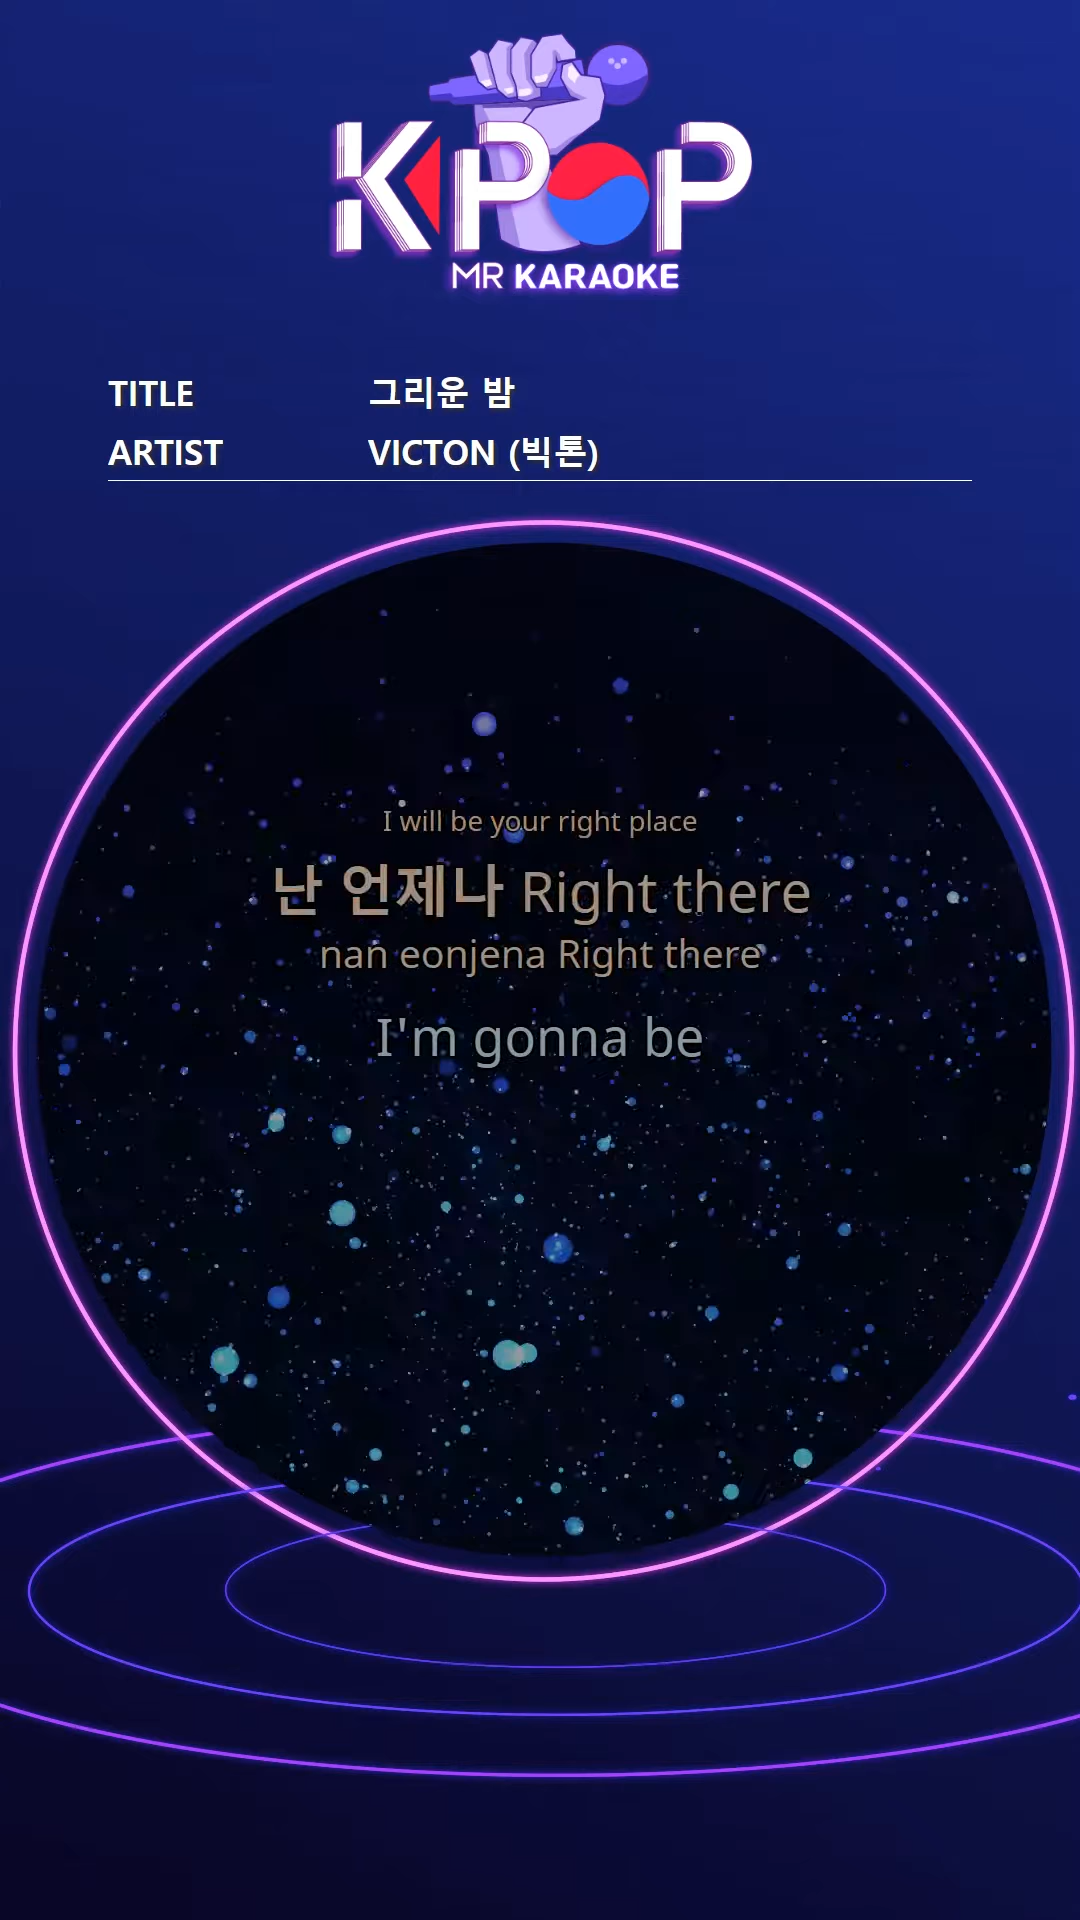 KPOP
MR KARAOKE
TITLE 그리운 밤
ARTIST VICTON (빅톤)
I will be your right place
난 언제나 Right there
nan eonjena Right there
I'm gonna be